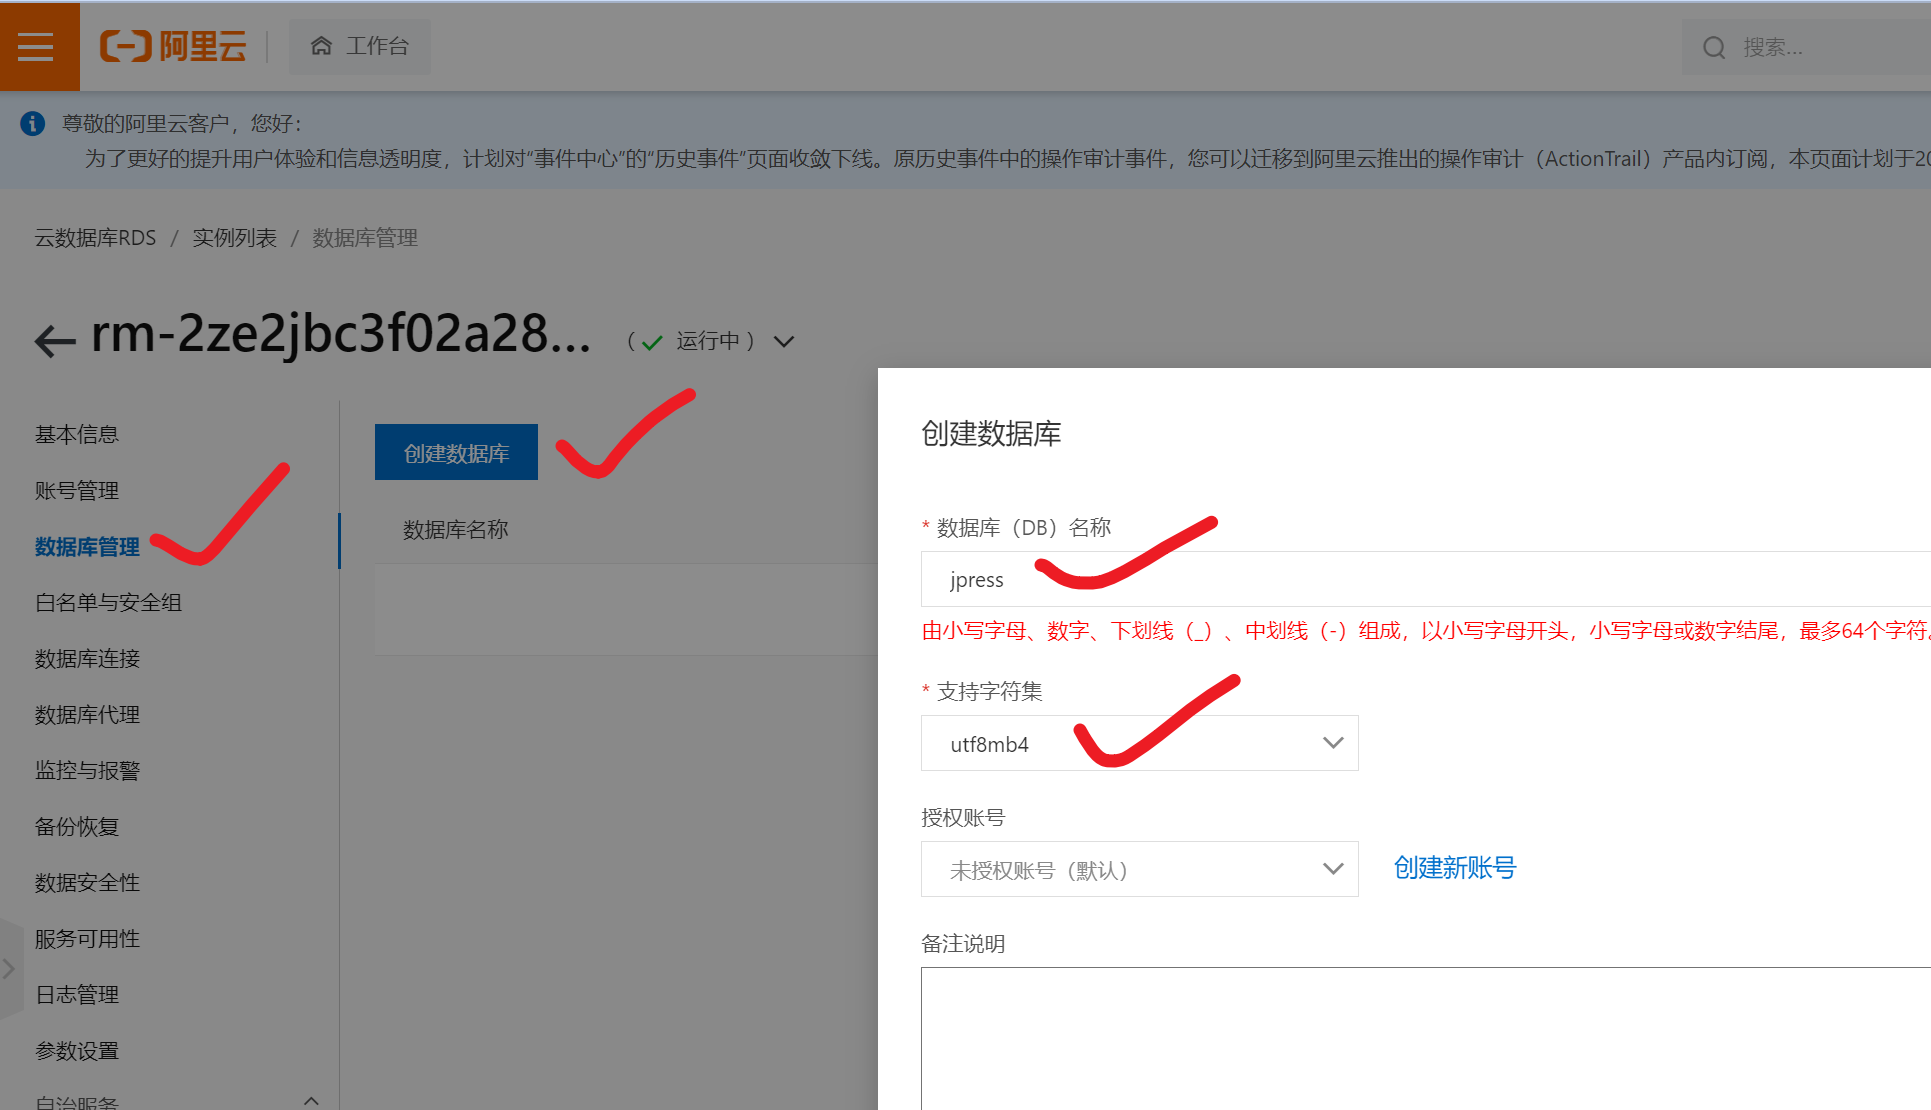 阿里云
工作台
搜索...
尊敬的阿里云客户，您好：
为了更好的提升用户体验和信息透明度，计划对“事件中心”的“历史事件”页面收敛下线。原历史事件中的操作审计事件，您可以迁移到阿里云推出的操作审计（ActionTrail）产品内订阅，本页面计划于20
云数据库RDS / 实例列表 / 数据库管理
rm-2ze2jbc3f02a28... （ 运行中 ）
基本信息
账号管理
数据库管理
白名单与安全组
数据库连接
数据库代理
监控与报警
备份恢复
数据安全性
服务可用性
日志管理
参数设置
自治服务
创建数据库
数据库名称
创建数据库
* 数据库（DB）名称
jpress
由小写字母、数字、下划线（_）、中划线（-）组成，以小写字母开头，小写字母或数字结尾，最多64个字符。
* 支持字符集
utf8mb4
授权账号
未授权账号（默认）
创建新账号
备注说明